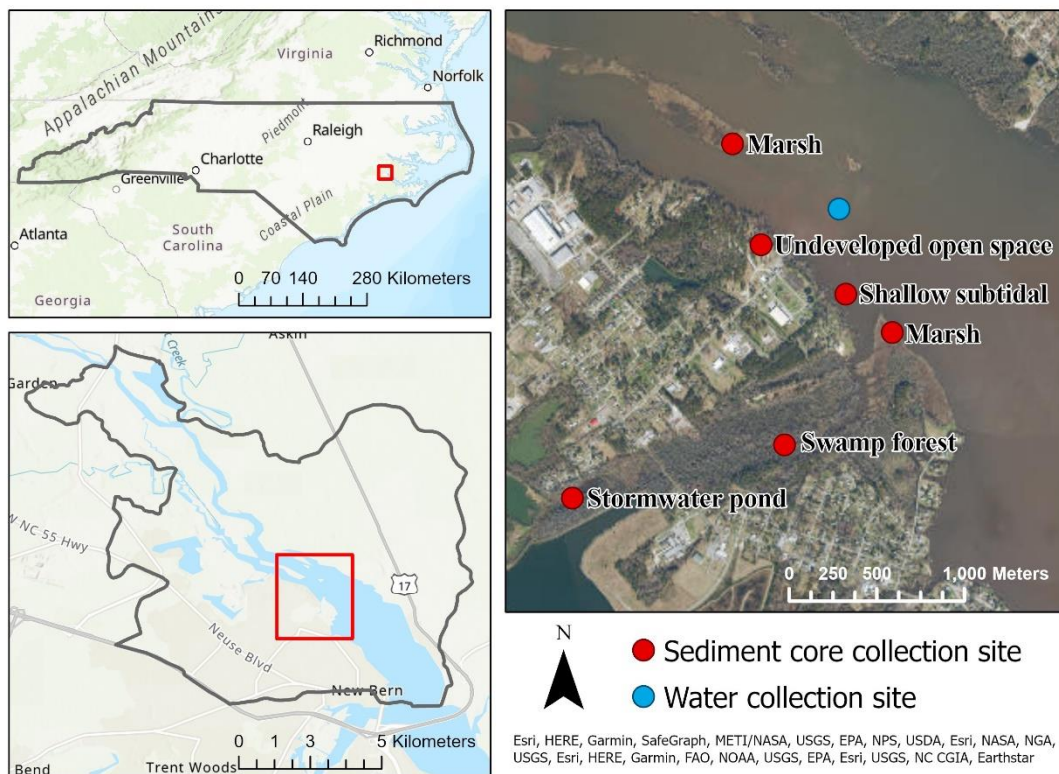 Appalachian Mountains
Virginia
Richmond
Norfolk
Piedmont
Raleigh
Charlotte
Greenville
Coastal Plain
South
Carolina
Atlanta
Georgia
0 70 140 280 Kilometers
Askin
Creek
Garden
W NC 55 Hwy
17
Neuse Blvd
New Bern
0 1 3 5 Kilometers
Trent Woods
Bend
Marsh
Undeveloped open space
Shallow subtidal
Marsh
Swamp forest
Stormwater pond
0 250 500 1,000 Meters
N
Sediment core collection site
Water collection site
Esri, HERE, Garmin, SafeGraph, METI/NASA, USGS, EPA, NPS, USDA, Esri, NASA, NGA,
USGS, Esri, HERE, Garmin, FAO, NOAA, USGS, EPA, Esri, USGS, NC CGIA, Earthstar